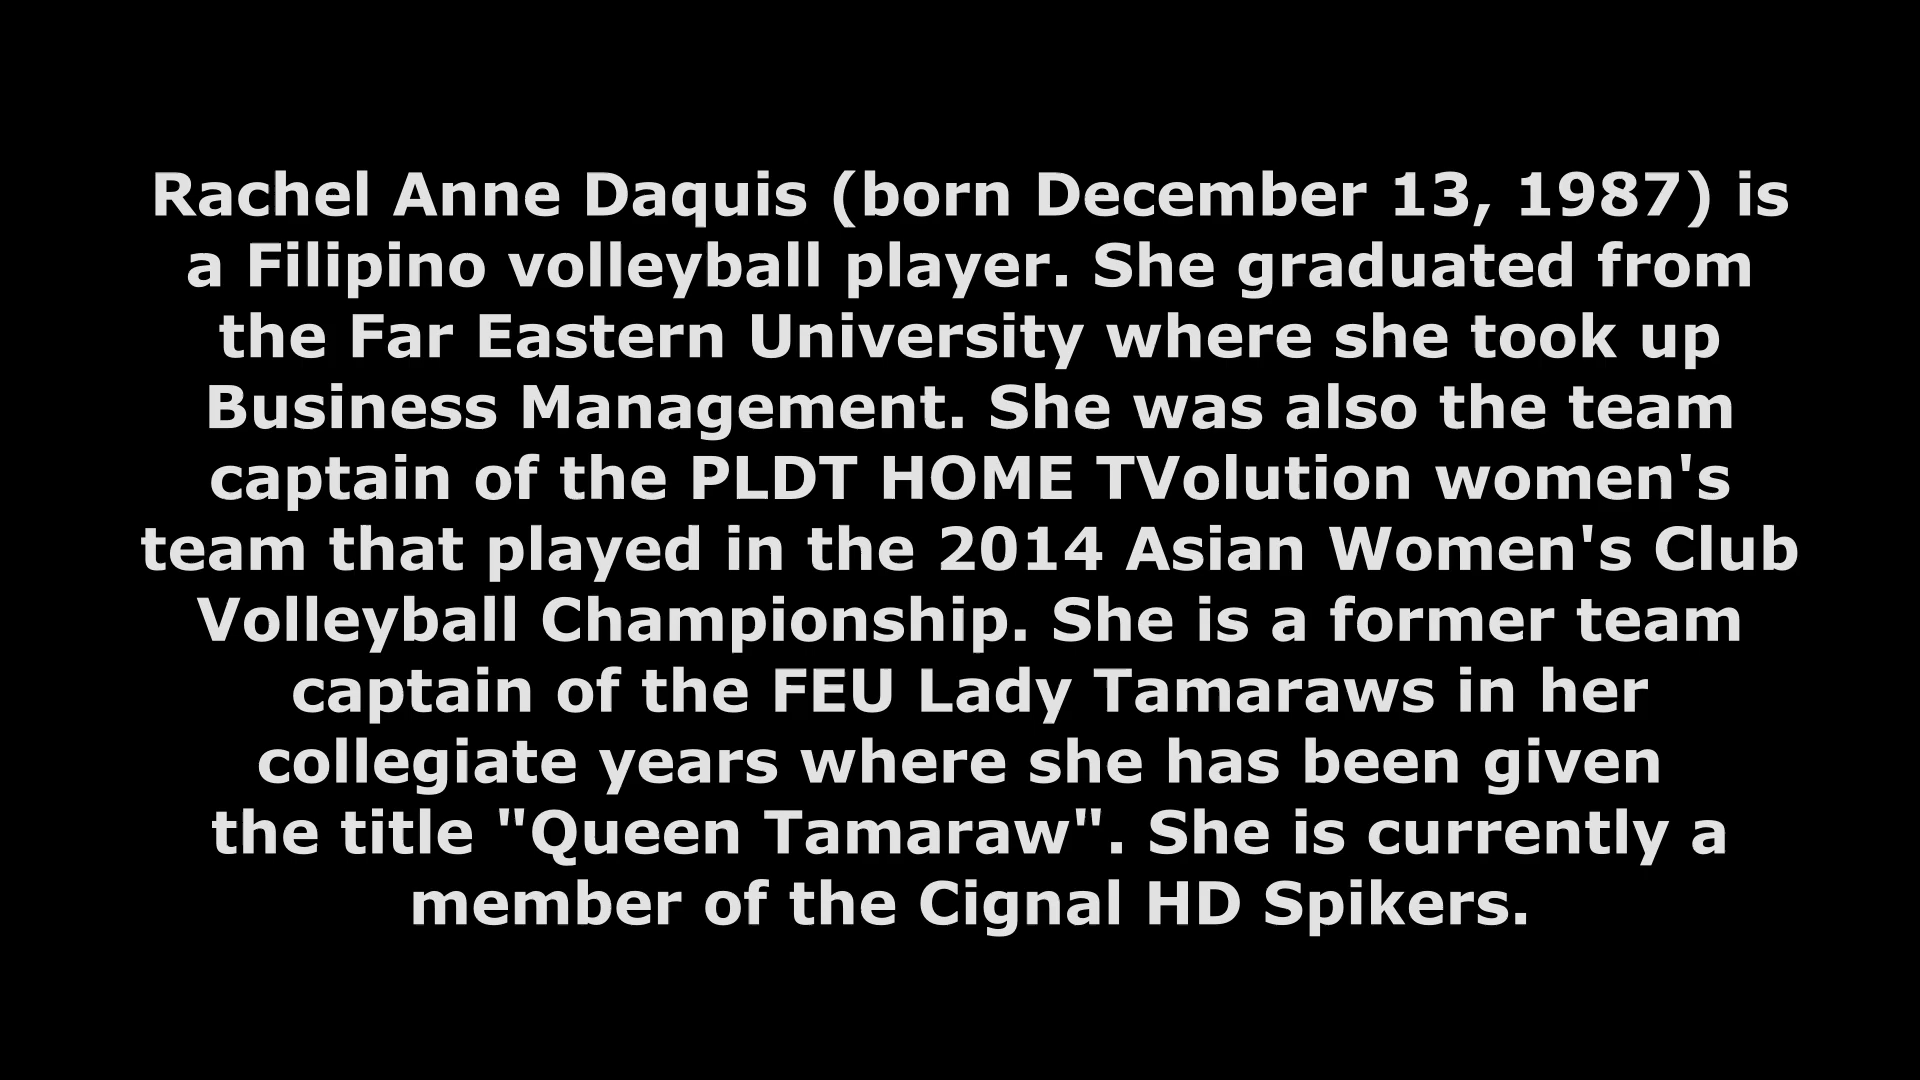 Rachel Anne Daquis (born December 13, 1987) is
a Filipino volleyball player. She graduated from
the Far Eastern University where she took up
Business Management. She was also the team
captain of the PLDT HOME TVolution women's
team that played in the 2014 Asian Women's Club
Volleyball Championship. She is a former team
captain of the FEU Lady Tamaraws in her
collegiate years where she has been given
the title "Queen Tamaraw". She is currently a
member of the Cignal HD Spikers.